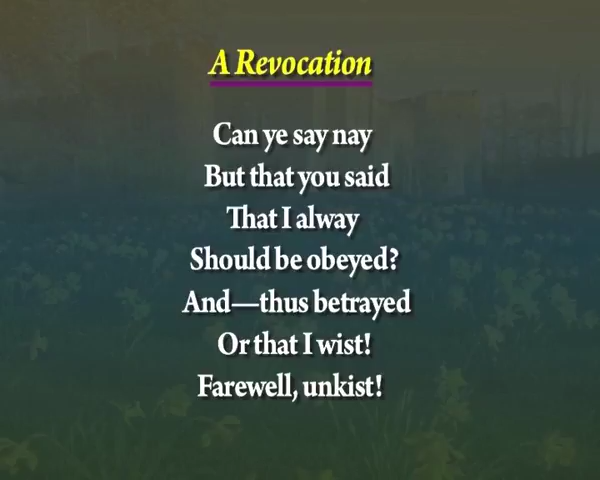 A Revocation
Can ye say nay
But that you said
That I alway
Should be obeyed?
And—thus betrayed
Or that I wist!
Farewell, unkist!